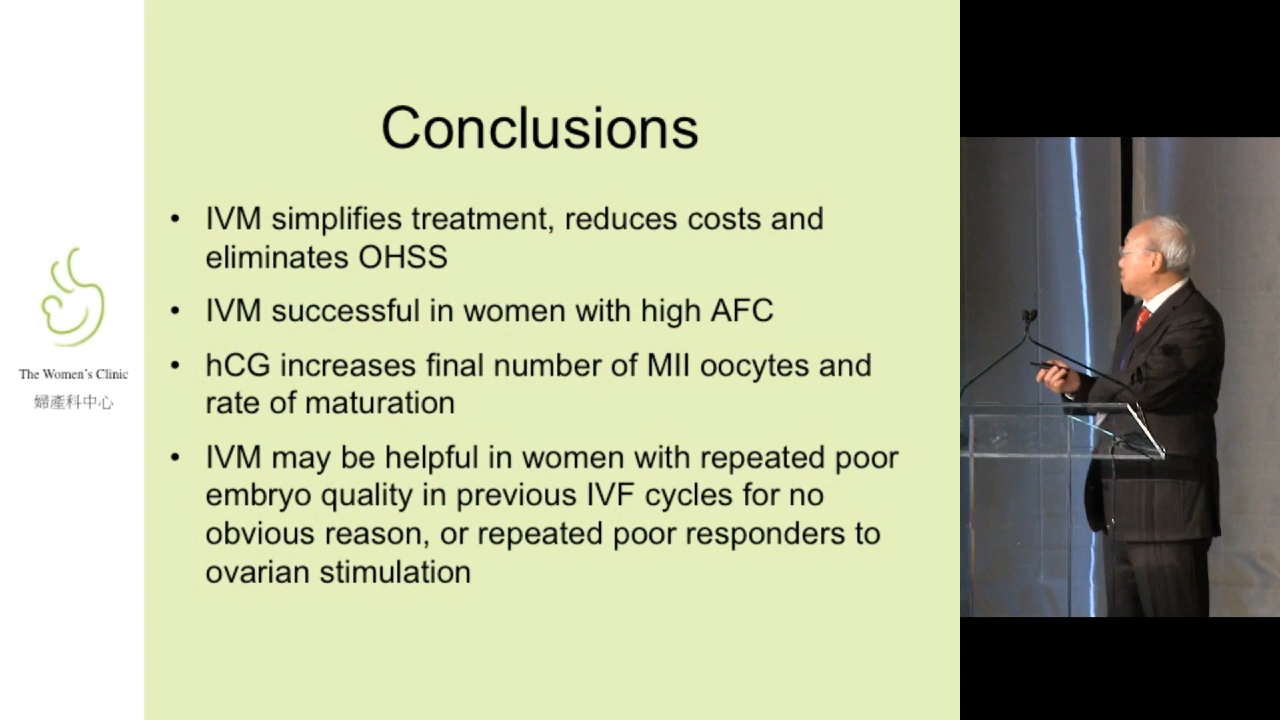 Conclusions
• IVM simplifies treatment, reduces costs and
eliminates OHSS
• IVM successful in women with high AFC
• hCG increases final number of MII oocytes and
rate of maturation
• IVM may be helpful in women with repeated poor
embryo quality in previous IVF cycles for no
obvious reason, or repeated poor responders to
ovarian stimulation
The Women's Clinic
婦產科中心